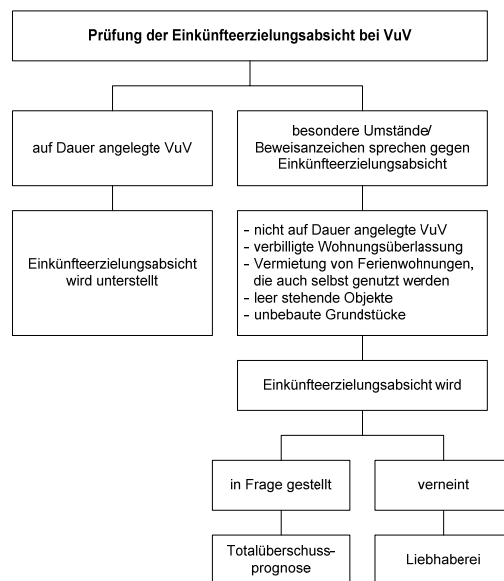 Prüfung der Einkünfteerzielungsabsicht bei VuV
auf Dauer angelegte VuV
besondere Umstände/
Beweisanzeichen sprechen gegen
Einkünfteerzielungsabsicht
Einkünfteerzielungsabsicht
wird unterstellt
- nicht auf Dauer angelegte VuV
- verbilligte Wohnungsüberlassung
- Vermietung von Ferienwohnungen,
die auch selbst genutzt werden
- leer stehende Objekte
- unbebaute Grundstücke
Einkünfteerzielungsabsicht wird
in Frage gestellt
verneint
Totalüberschuss-
prognose
Liebhaberei